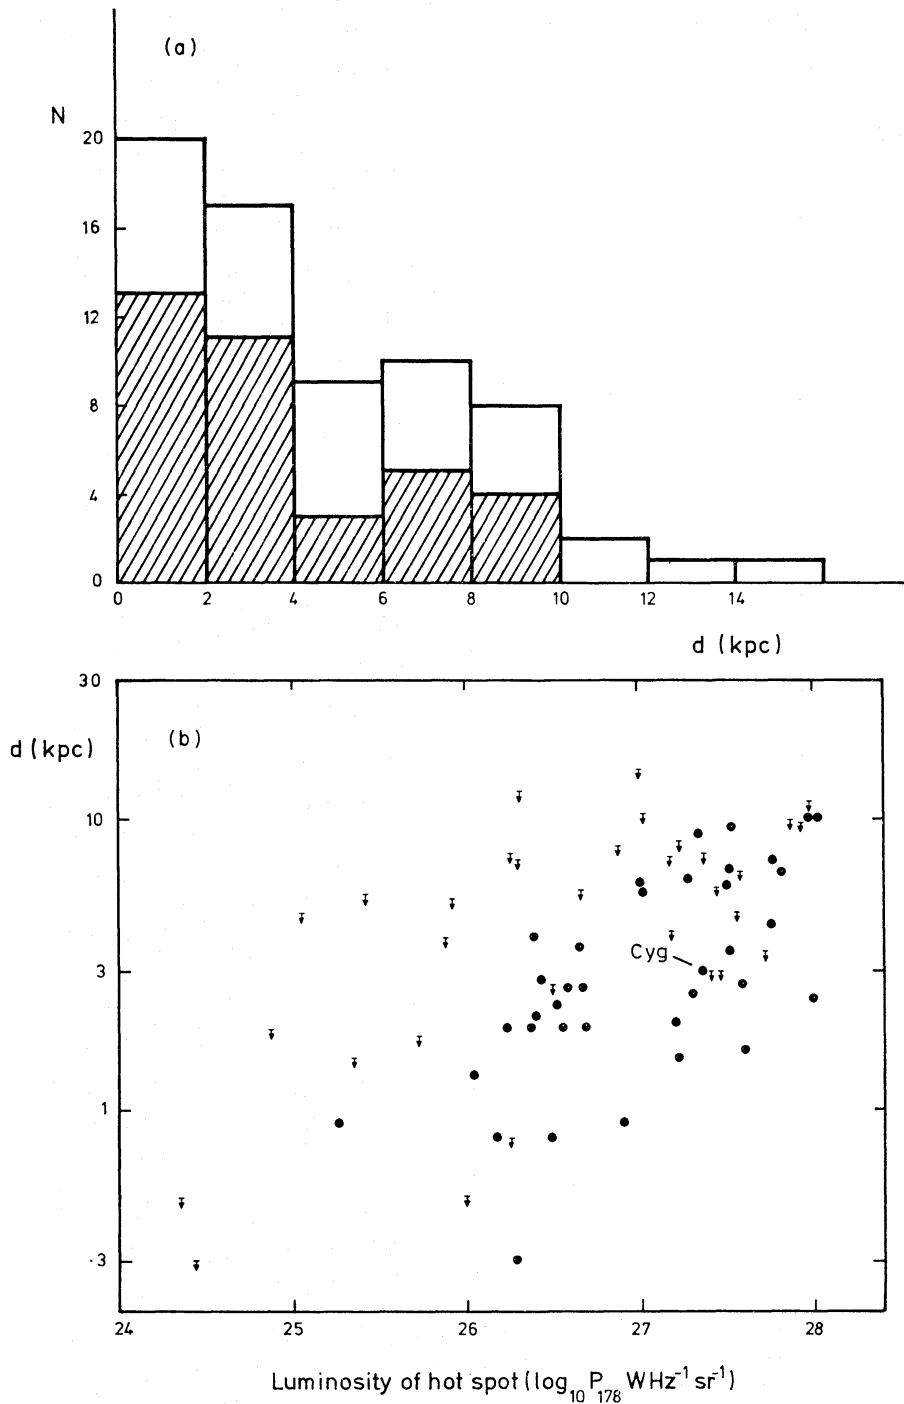 (a)
N
20
16
12
8
4
0
0 2 4 6 8 10 12 14
d (kpc)
30
d (kpc)
(b)
10
Cyg
3
1
·3
24 25 26 27 28
Luminosity of hot spot (log₁₀ P₁₇₈ WHz⁻¹ sr⁻¹)